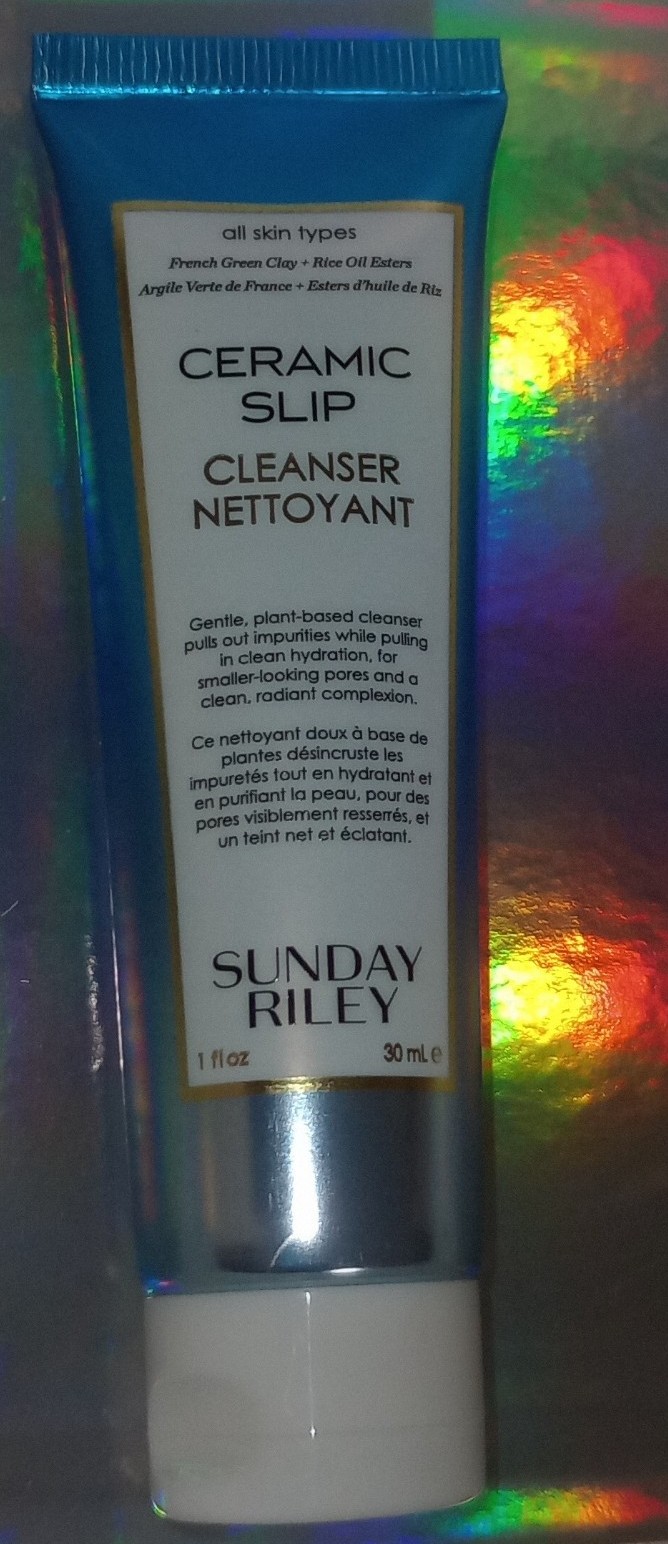 all skin types
French Green Clay + Rice Oil Esters
Argile Verte de France + Esters d'huile de Riz
CERAMIC
SLIP
CLEANSER
NETTOYANT
Gentle, plant-based cleanser
pulls out impurities while pulling
in clean hydration, for
smaller-looking pores and a
clean, radiant complexion.
Ce nettoyant doux à base de
plantes désincruste les
impuretés tout en hydratant et
en purifiant la peau, pour des
pores visiblement resserrés, et
un teint net et éclatant.
SUNDAY
RILEY
1 fl oz 30 mL e